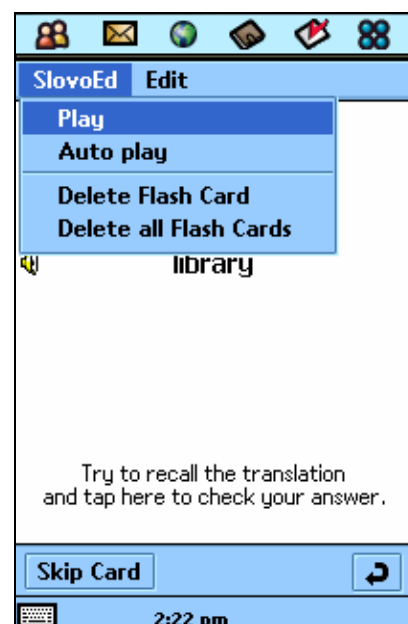 SlovoEd Edit
Play
Auto play
Delete Flash Card
Delete all Flash Cards
library
Try to recall the translation
and tap here to check your answer.
Skip Card
2:22 pm